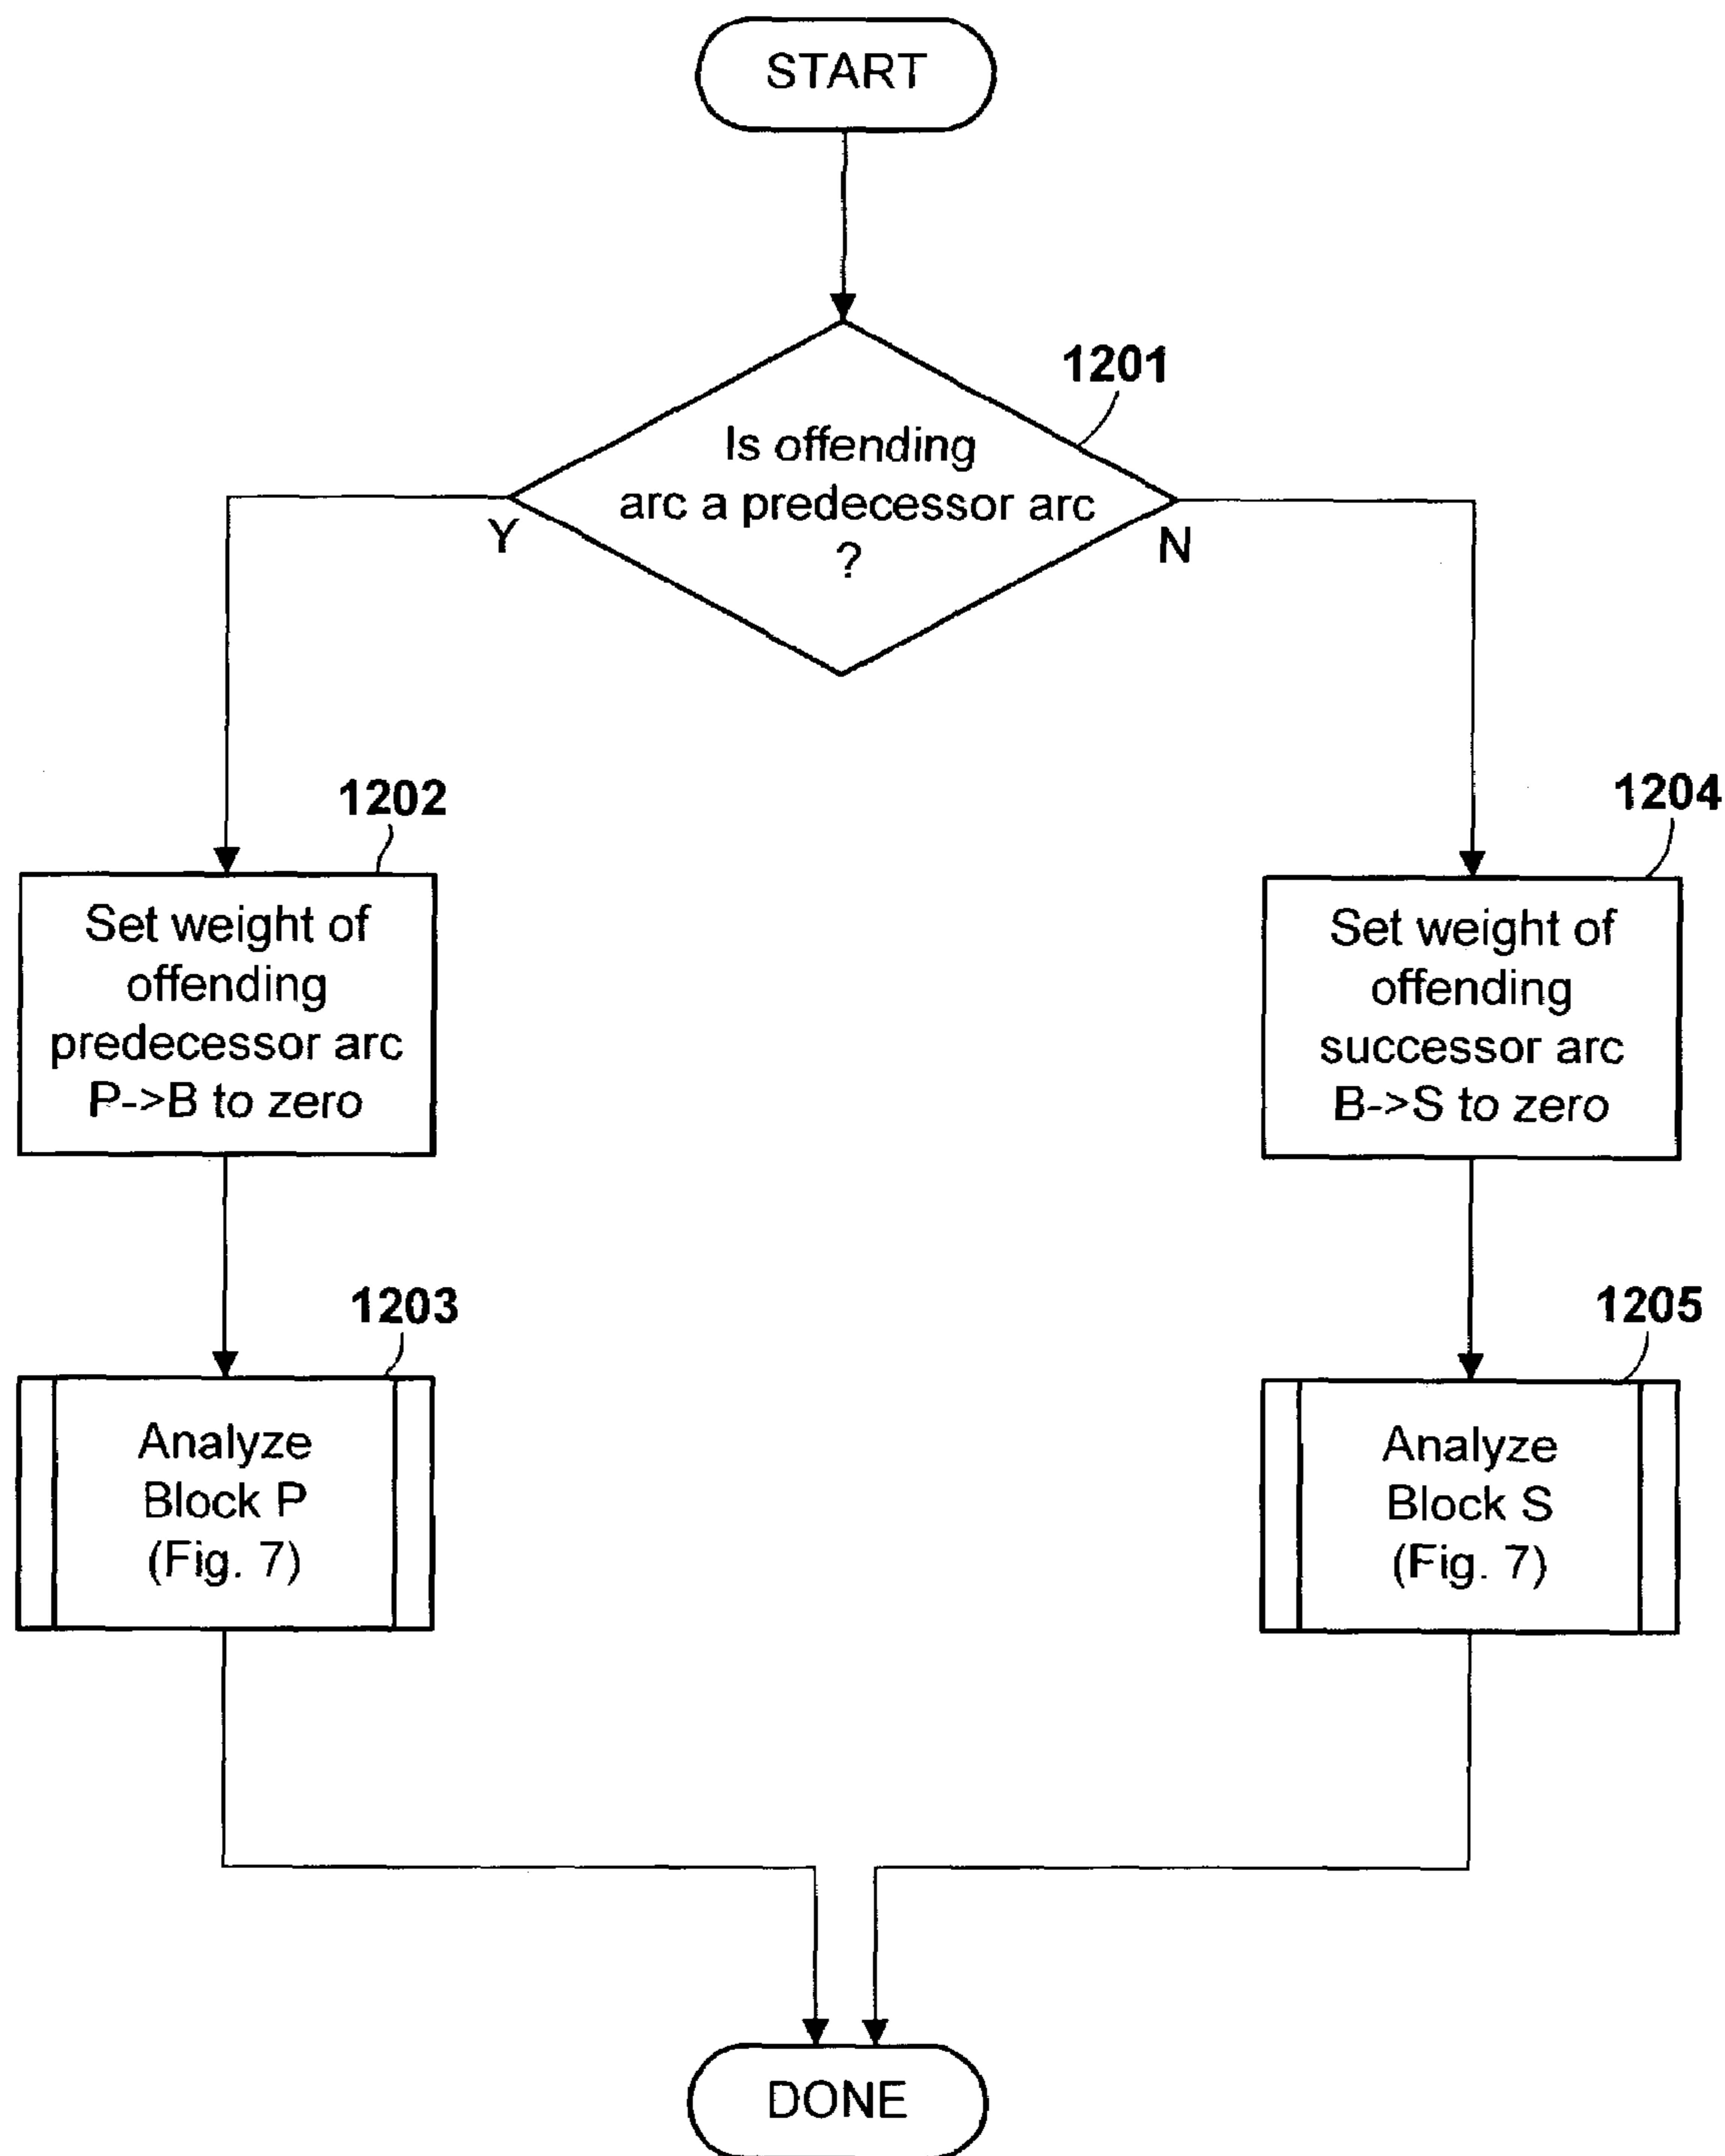 START
1201
Is offending
arc a predecessor arc
?
Y
N
1202
Set weight of
offending
predecessor arc
P->B to zero
1204
Set weight of
offending
successor arc
B->S to zero
1203
Analyze
Block P
(Fig. 7)
1205
Analyze
Block S
(Fig. 7)
DONE